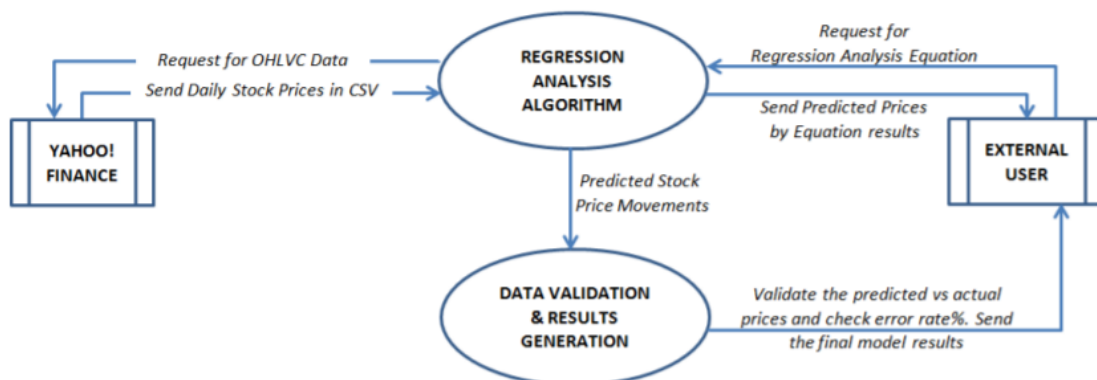 Request for OHLVC Data
Send Daily Stock Prices in CSV
YAHOO!
FINANCE
REGRESSION
ANALYSIS
ALGORITHM
Request for
Regression Analysis Equation
Send Predicted Prices
by Equation results
EXTERNAL
USER
Predicted Stock
Price Movements
DATA VALIDATION
& RESULTS
GENERATION
Validate the predicted vs actual
prices and check error rate%. Send
the final model results